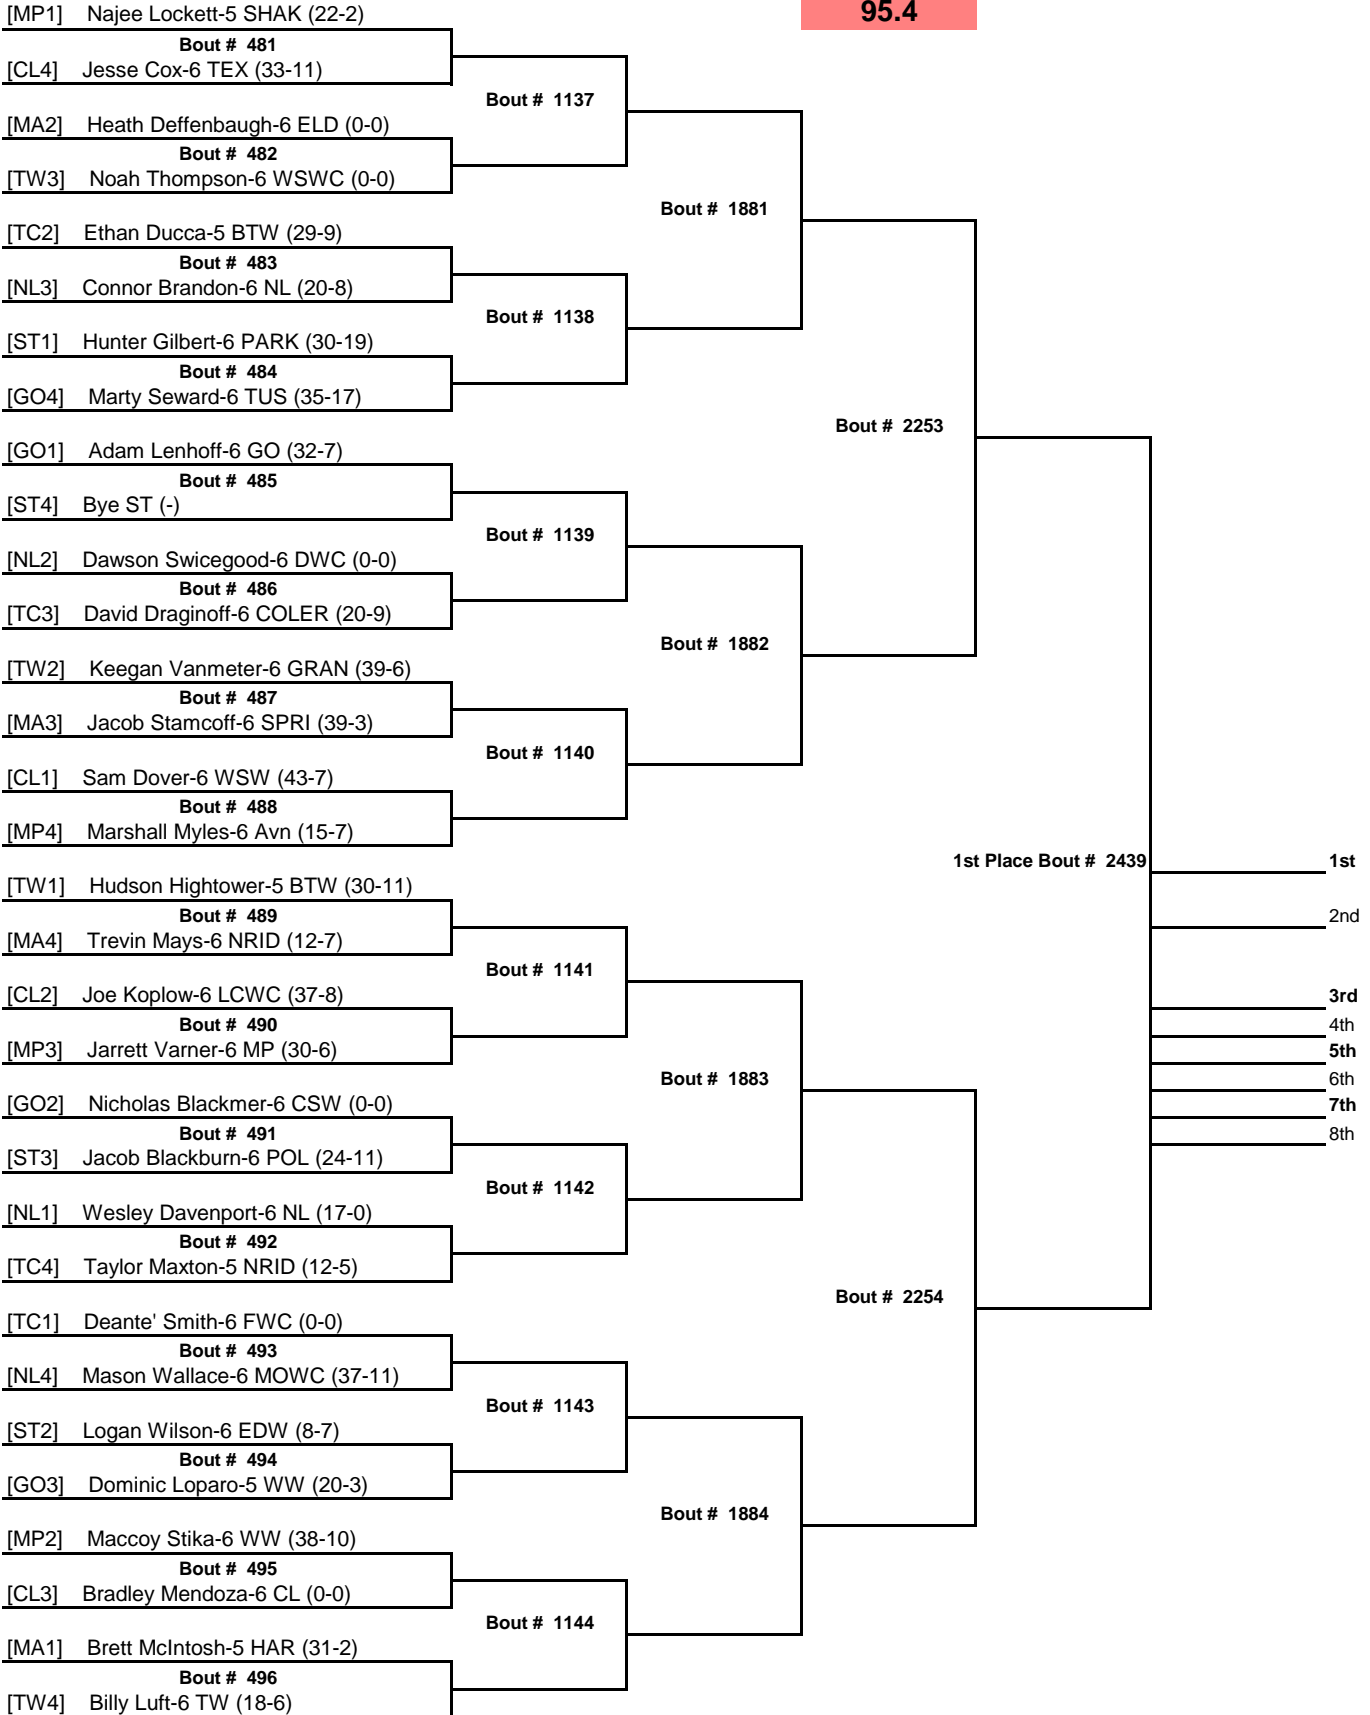 [MP1] Najee Lockett-5 SHAK (22-2)
95.4
Bout # 481
[CL4] Jesse Cox-6 TEX (33-11)
Bout # 1137
[MA2] Heath Deffenbaugh-6 ELD (0-0)
Bout # 482
[TW3] Noah Thompson-6 WSWC (0-0)
Bout # 1881
[TC2] Ethan Ducca-5 BTW (29-9)
Bout # 483
[NL3] Connor Brandon-6 NL (20-8)
Bout # 1138
[ST1] Hunter Gilbert-6 PARK (30-19)
Bout # 484
[GO4] Marty Seward-6 TUS (35-17)
Bout # 2253
[GO1] Adam Lenhoff-6 GO (32-7)
Bout # 485
[ST4] Bye ST (-)
Bout # 1139
[NL2] Dawson Swicegood-6 DWC (0-0)
Bout # 486
[TC3] David Draginoff-6 COLER (20-9)
Bout # 1882
[TW2] Keegan Vanmeter-6 GRAN (39-6)
Bout # 487
[MA3] Jacob Stamcoff-6 SPRI (39-3)
Bout # 1140
[CL1] Sam Dover-6 WSW (43-7)
Bout # 488
[MP4] Marshall Myles-6 Avn (15-7)
1st Place Bout # 2439
1st
[TW1] Hudson Hightower-5 BTW (30-11)
Bout # 489
2nd
[MA4] Trevin Mays-6 NRID (12-7)
Bout # 1141
[CL2] Joe Koplow-6 LCWC (37-8)
3rd
Bout # 490
4th
[MP3] Jarrett Varner-6 MP (30-6)
5th
Bout # 1883
6th
[GO2] Nicholas Blackmer-6 CSW (0-0)
7th
Bout # 491
8th
[ST3] Jacob Blackburn-6 POL (24-11)
Bout # 1142
[NL1] Wesley Davenport-6 NL (17-0)
Bout # 492
[TC4] Taylor Maxton-5 NRID (12-5)
Bout # 2254
[TC1] Deante' Smith-6 FWC (0-0)
Bout # 493
[NL4] Mason Wallace-6 MOWC (37-11)
Bout # 1143
[ST2] Logan Wilson-6 EDW (8-7)
Bout # 494
[GO3] Dominic Loparo-5 WW (20-3)
Bout # 1884
[MP2] Maccoy Stika-6 WW (38-10)
Bout # 495
[CL3] Bradley Mendoza-6 CL (0-0)
Bout # 1144
[MA1] Brett McIntosh-5 HAR (31-2)
Bout # 496
[TW4] Billy Luft-6 TW (18-6)